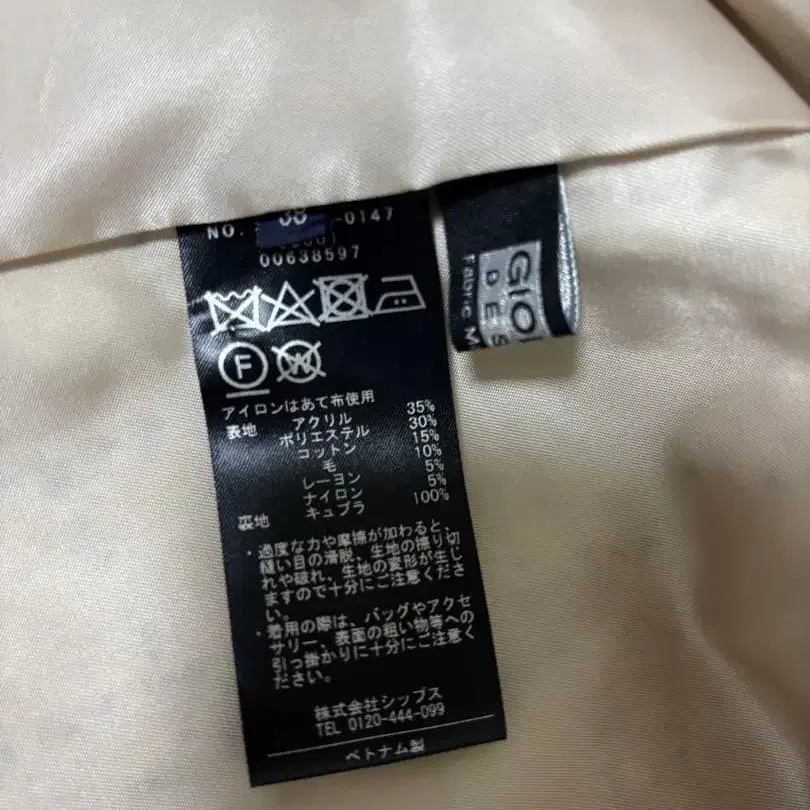 38
NO. -0147
00638597
F
W
アイロンはあて布使用
表地 アクリル 35%
ポリエステル 30%
コットン 15%
毛 10%
レーヨン 5%
ナイロン 5%
裏地 キュプラ 100%
・過度な力や摩擦が加わると、
縫い目の滑脱、生地の擦り切
れや破れ、生地の変形が生じ
ますので十分にご注意くださ
い。
・着用の際は、バッグやアクセ
サリー、表面の粗い物等への
引っ掛かりに十分にご注意く
ださい。
株式会社シップス
TEL 0120-444-099
ベトナム製
GIO
DES
Fabric M